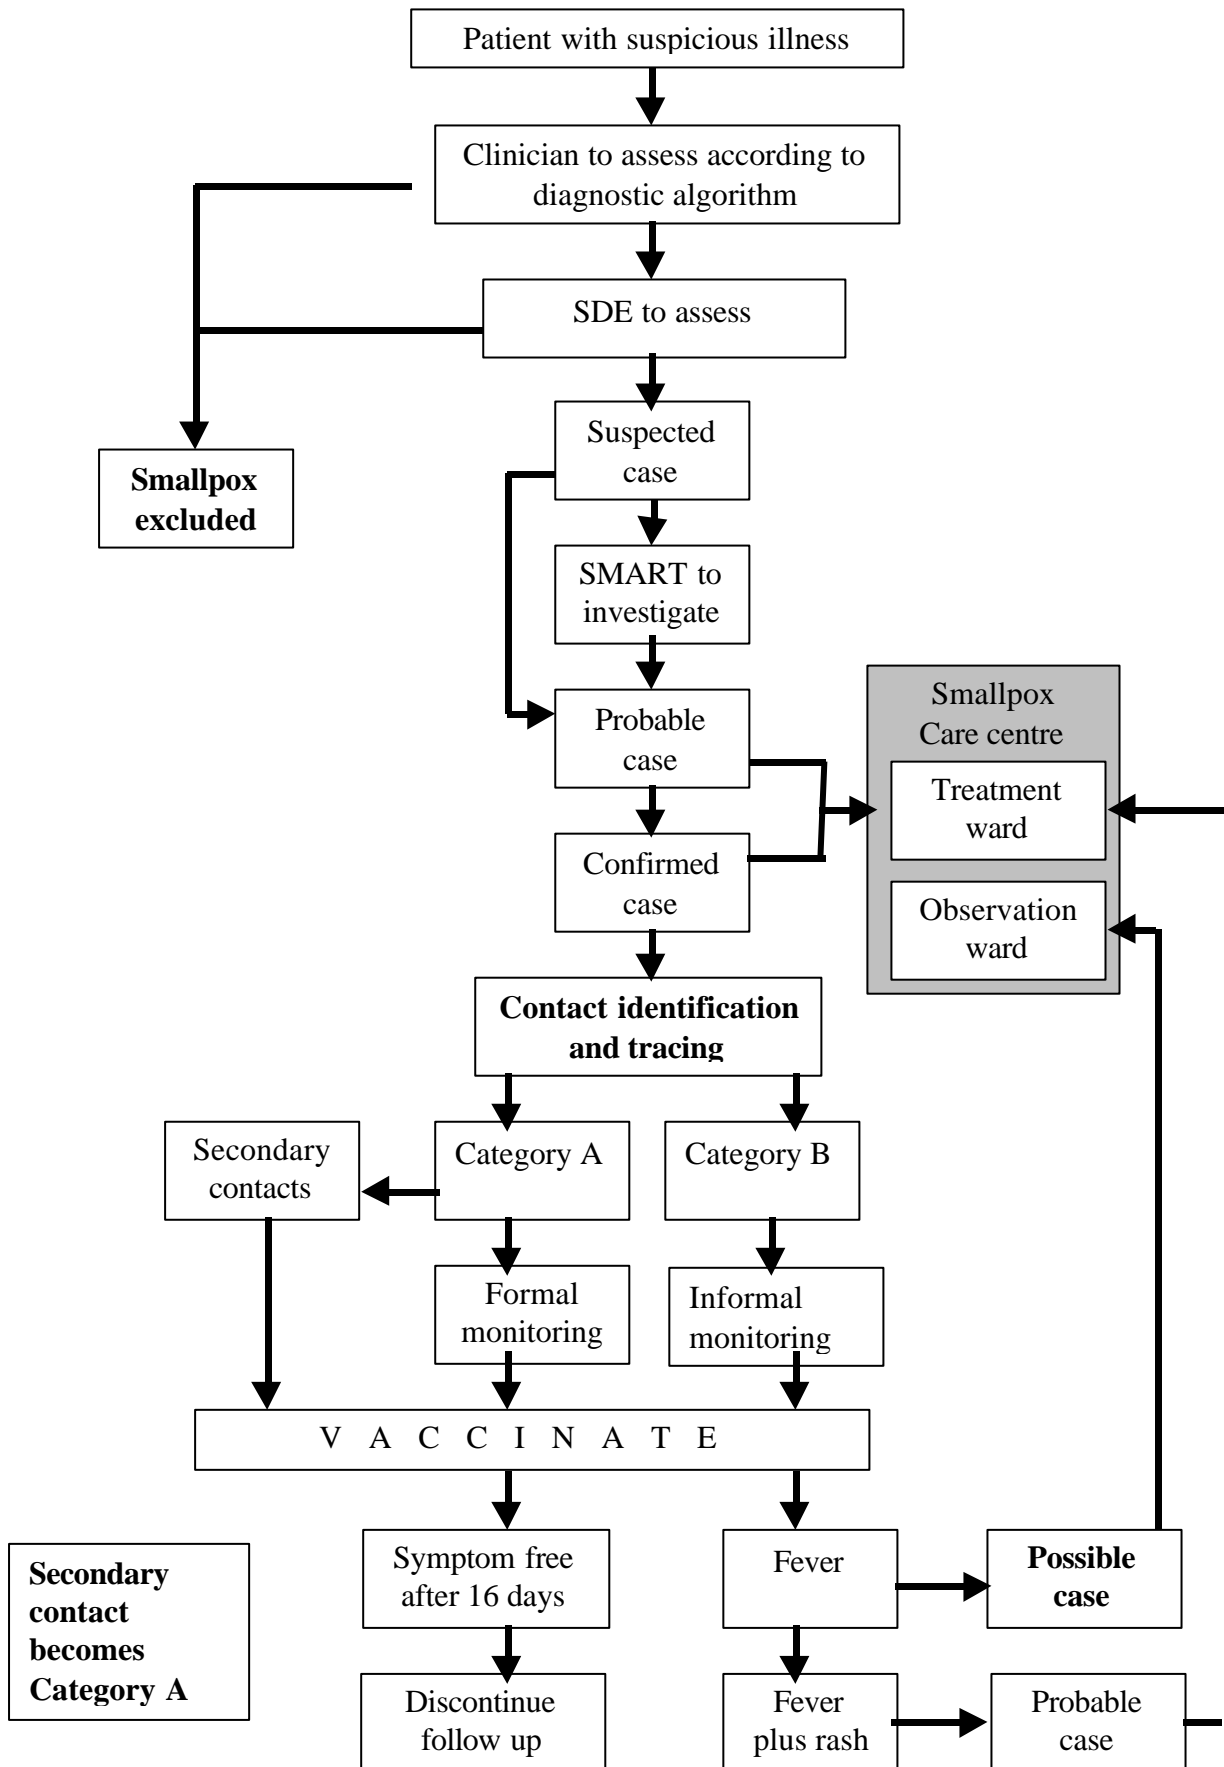 Patient with suspicious illness
Clinician to assess according to
diagnostic algorithm
SDE to assess
Suspected
case
Smallpox
excluded
SMART to
investigate
Probable
case
Smallpox
Care centre
Treatment
ward
Confirmed
case
Observation
ward
Contact identification
and tracing
Secondary
contacts
Category A
Category B
Formal
monitoring
Informal
monitoring
V A C C I N A T E
Symptom free
after 16 days
Fever
Possible
case
Secondary
contact
becomes
Category A
Discontinue
follow up
Fever
plus rash
Probable
case